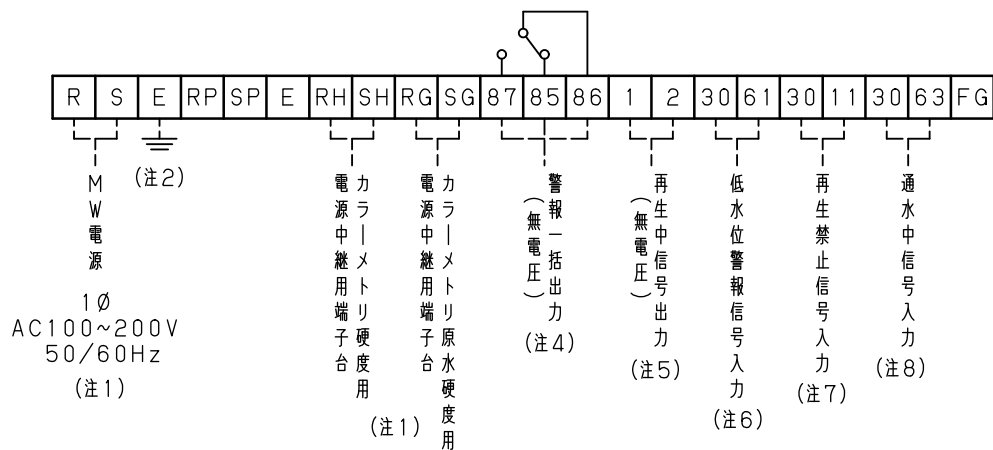 R S E RP SP E RH SH RG SG 87 85 86 1 2 30 61 30 11 30 63 FG
MW電源
1Ø
AC100~200V
50/60Hz
(注1)
(注2)
カラーメトリ硬度用
電源中継用端子台
カラーメトリ原水硬度用
電源中継用端子台
(注1)
警報一括出力
(無電圧)
(注4)
再生中信号出力
(無電圧)
(注5)
低水位警報信号入力
(注6)
再生禁止信号入力
(注7)
通水中信号入力
(注8)